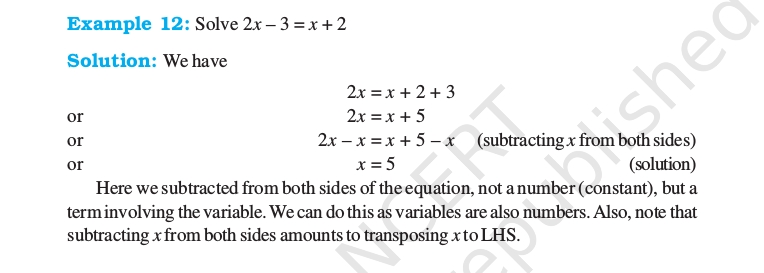 Example 12: Solve 2x – 3 = x + 2
Solution: We have
2x = x + 2 + 3
or 2x = x + 5
or 2x – x = x + 5 – x (subtracting x from both sides)
or x = 5 (solution)
Here we subtracted from both sides of the equation, not a number (constant), but a
term involving the variable. We can do this as variables are also numbers. Also, note that
subtracting x from both sides amounts to transposing x to LHS.
NCERT
republished